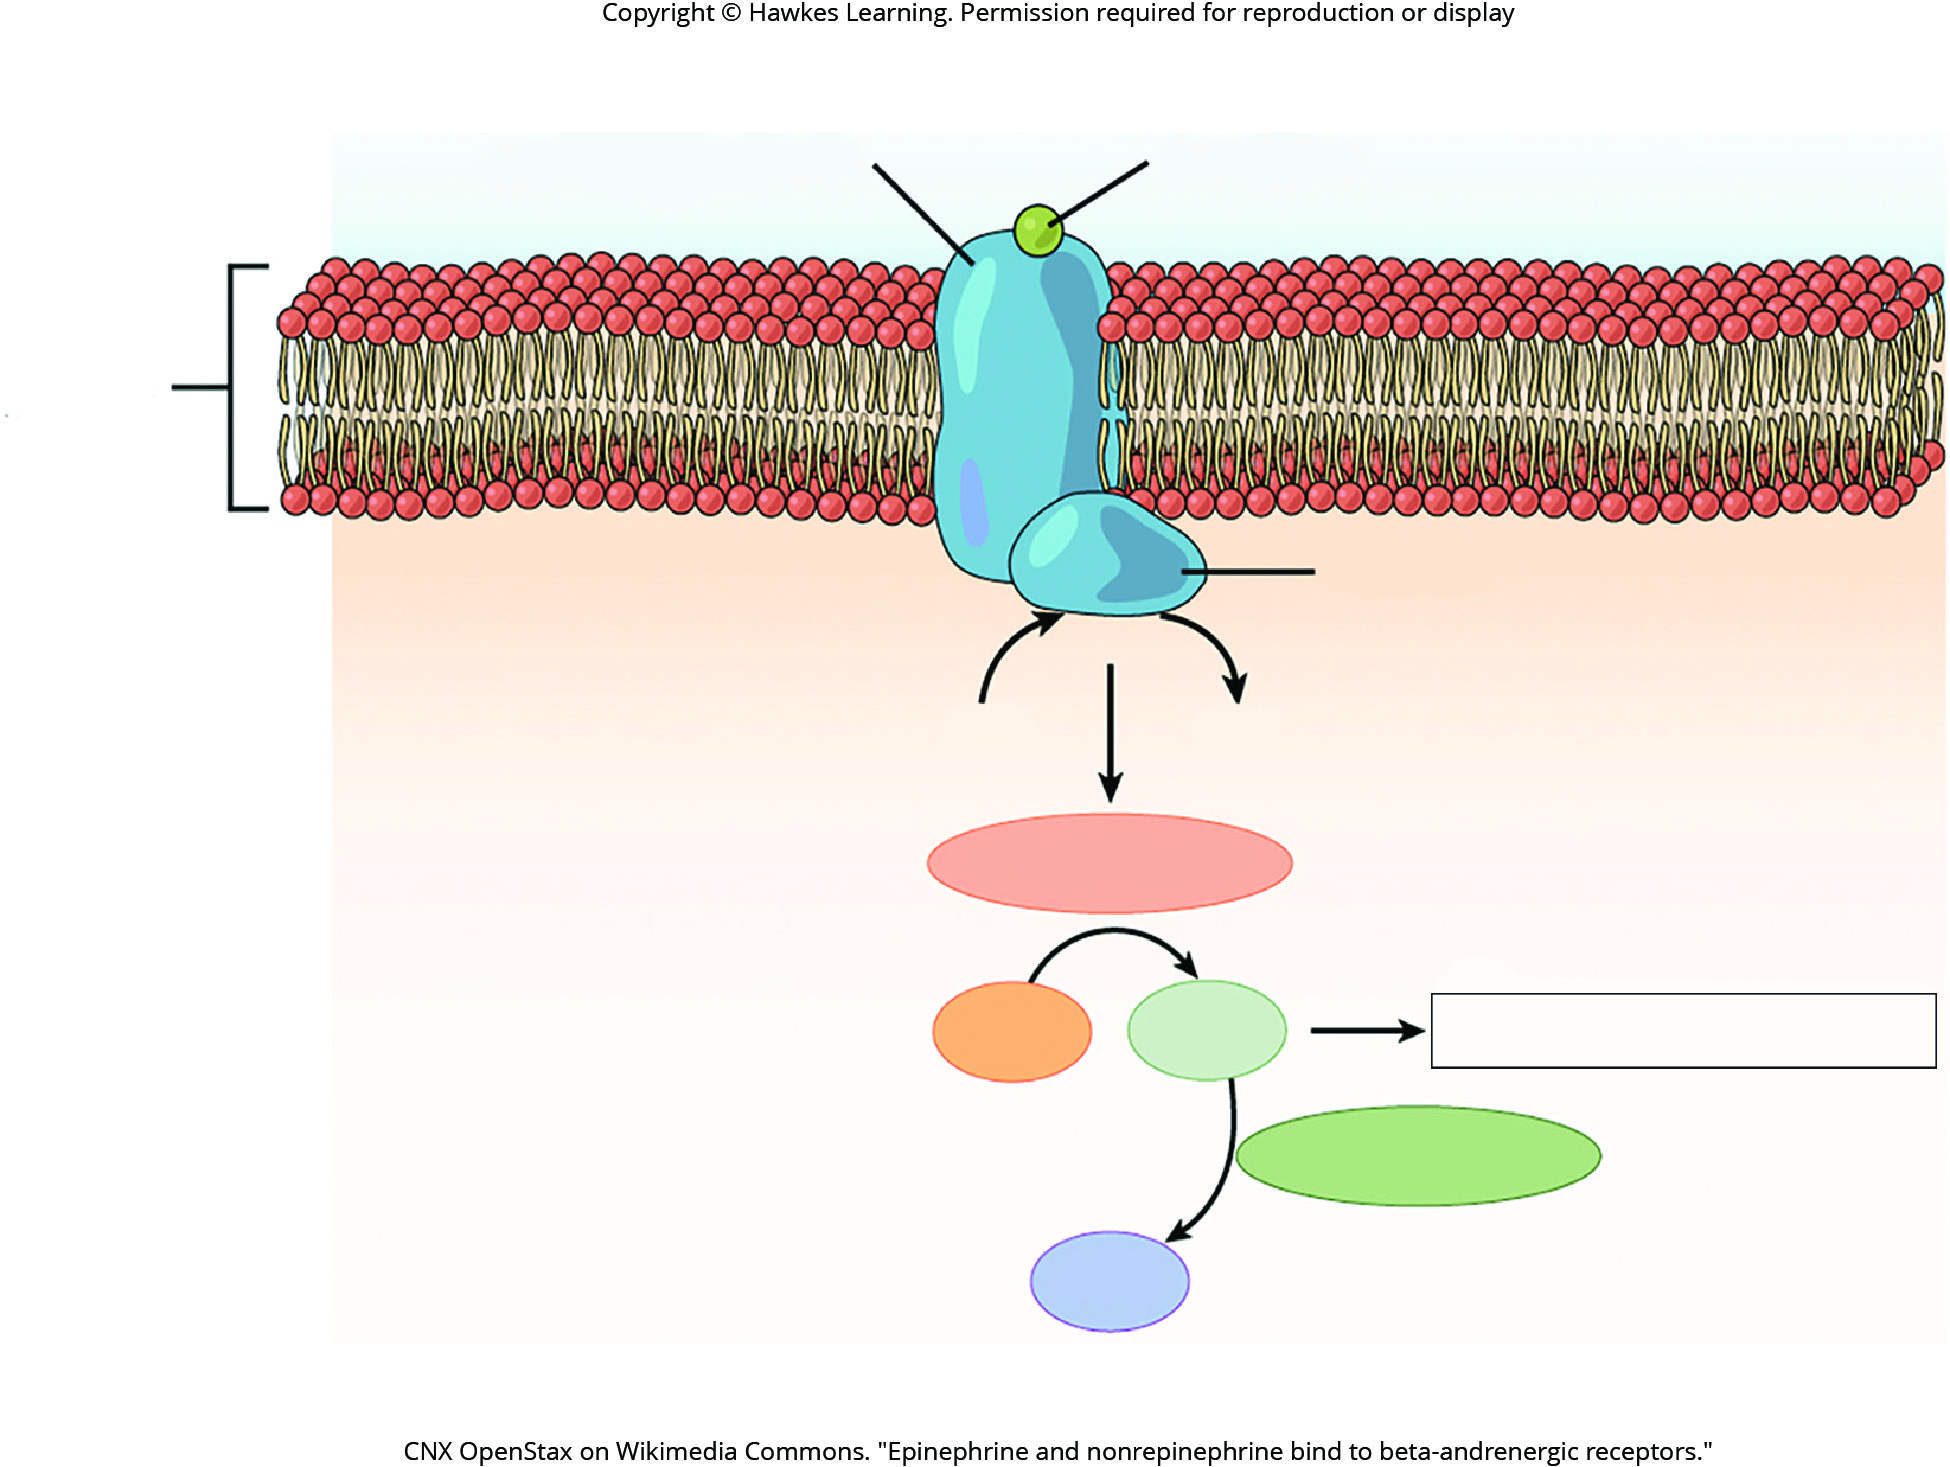 Copyright © Hawkes Learning. Permission required for reproduction or display
CNX OpenStax on Wikimedia Commons. "Epinephrine and nonrepinephrine bind to beta-andrenergic receptors."